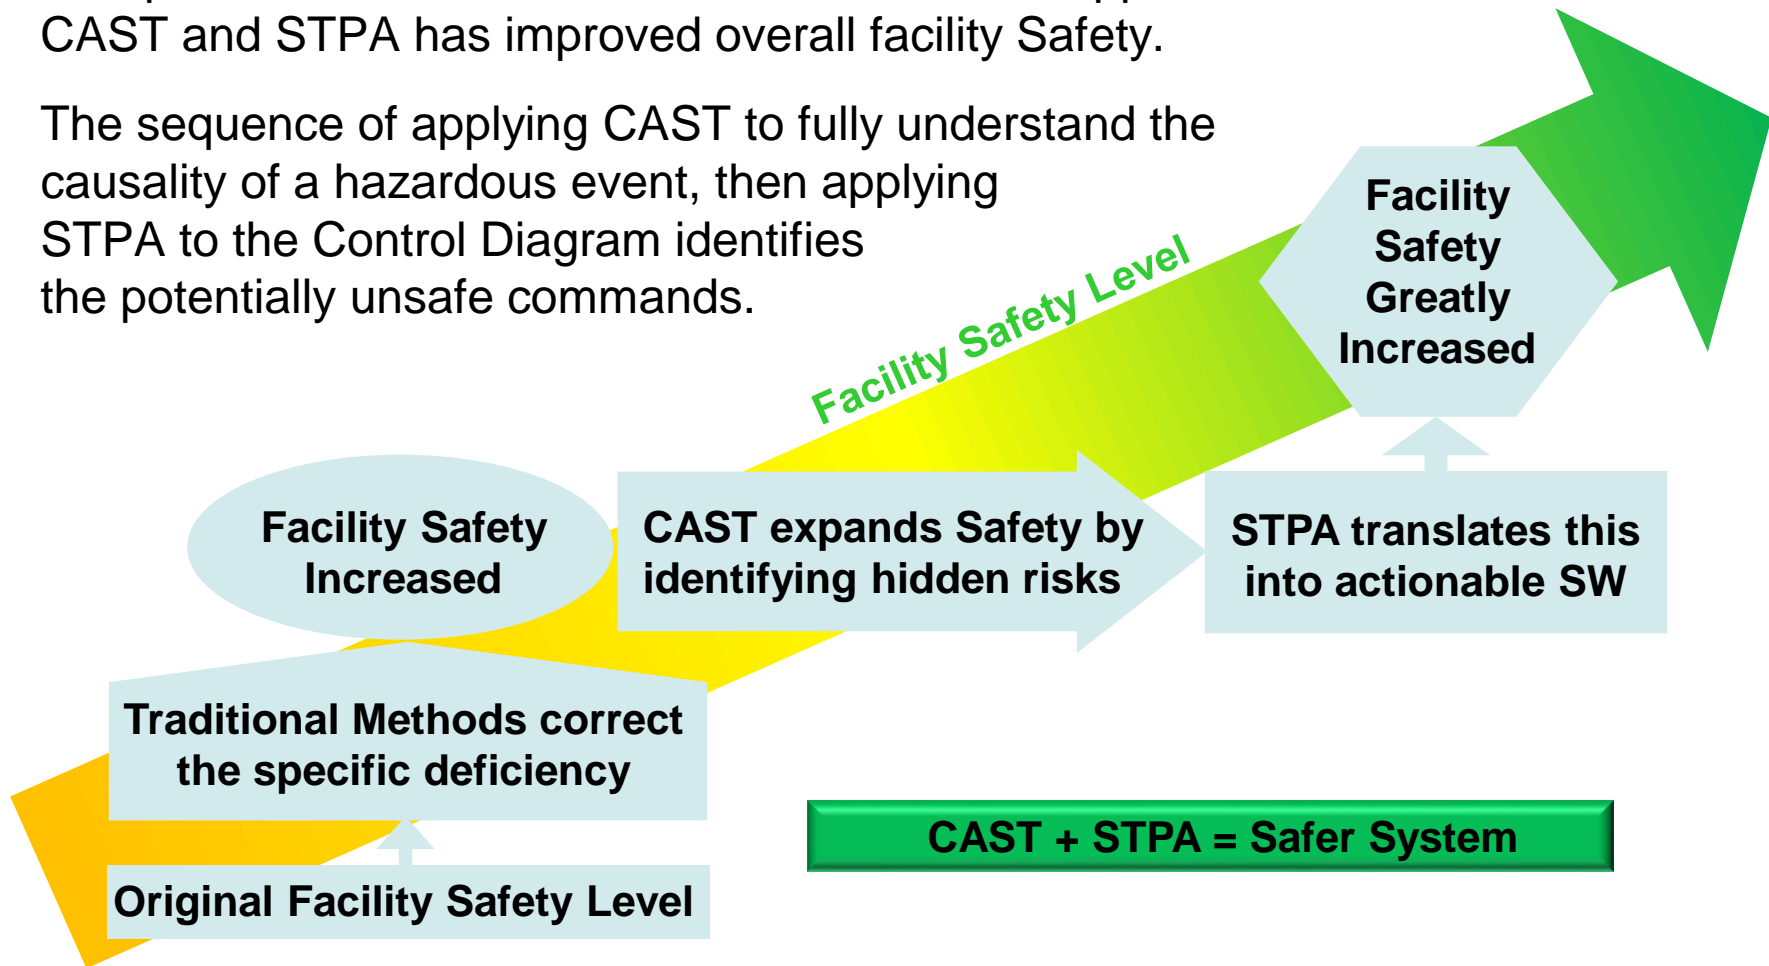 CAST and STPA has improved overall facility Safety.
The sequence of applying CAST to fully understand the
causality of a hazardous event, then applying
STPA to the Control Diagram identifies
the potentially unsafe commands.
Facility Safety Level
Facility
Safety
Greatly
Increased
Facility Safety
Increased
CAST expands Safety by
identifying hidden risks
STPA translates this
into actionable SW
Traditional Methods correct
the specific deficiency
CAST + STPA = Safer System
Original Facility Safety Level